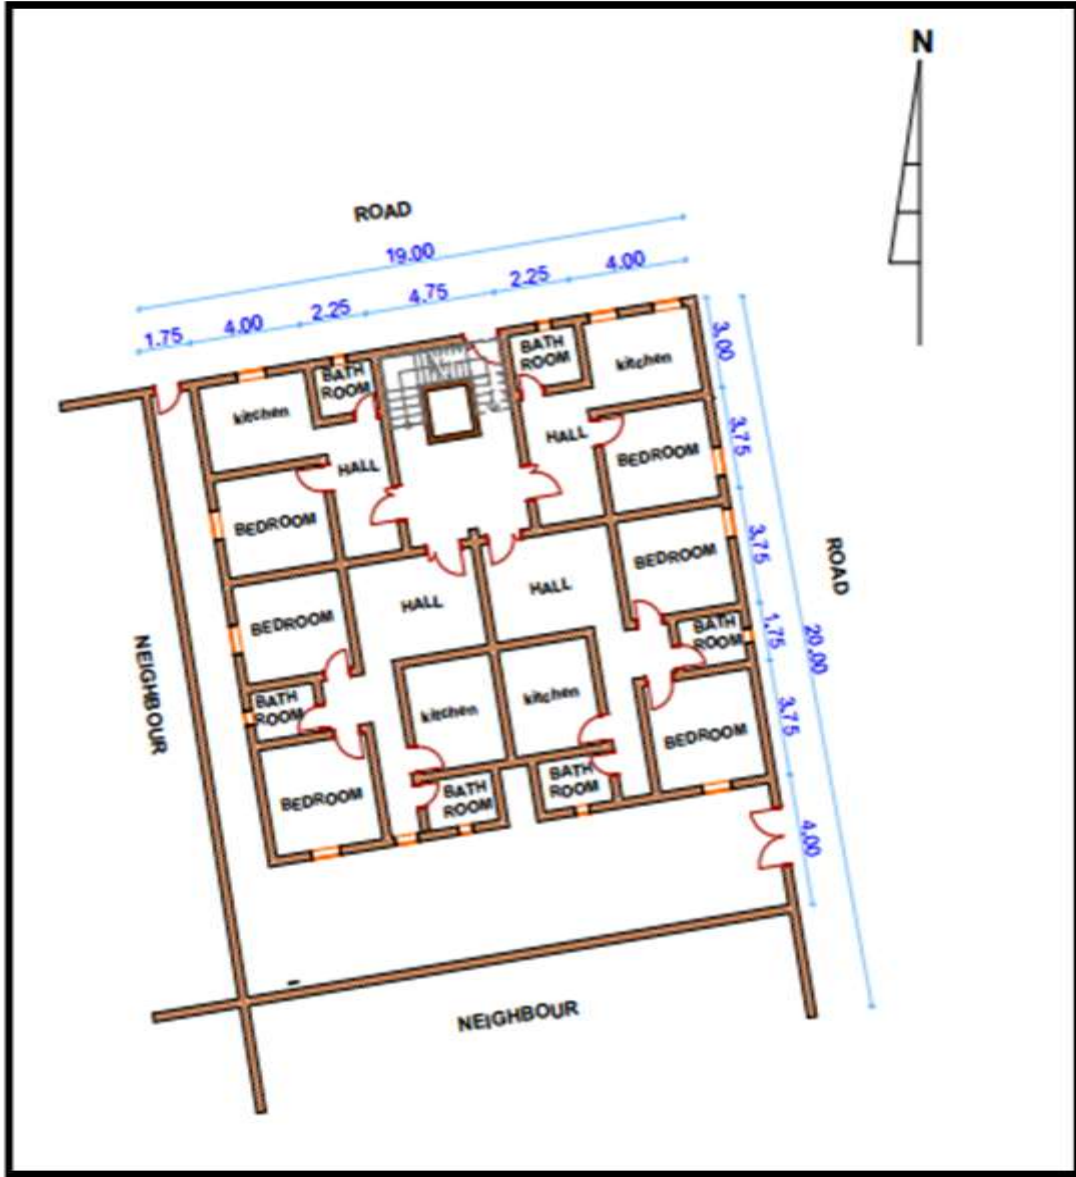 N
ROAD
19.00
1.75
4.00
2.25
4.75
2.25
4.00
3.00
3.75
3.75
1.75
3.75
4.00
20.00
ROAD
kitchen
BATH
ROOM
BATH
ROOM
kitchen
HALL
HALL
BEDROOM
BEDROOM
BEDROOM
HALL
HALL
BEDROOM
BATH
ROOM
kitchen
kitchen
BATH
ROOM
BEDROOM
BATH
ROOM
BATH
ROOM
BEDROOM
NEIGHBOUR
NEIGHBOUR